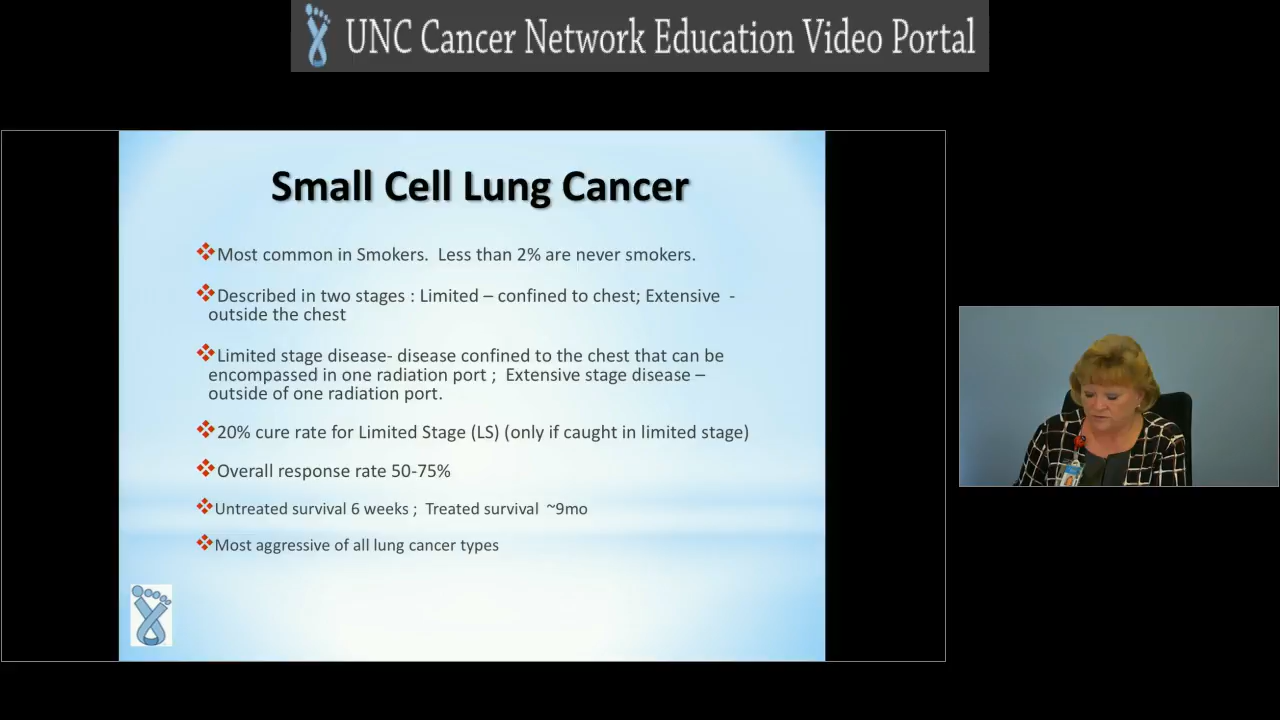 UNC Cancer Network Education Video Portal
Small Cell Lung Cancer
❖Most common in Smokers.  Less than 2% are never smokers.
❖Described in two stages : Limited – confined to chest; Extensive  -
outside the chest
❖Limited stage disease- disease confined to the chest that can be
encompassed in one radiation port ;  Extensive stage disease –
outside of one radiation port.
❖20% cure rate for Limited Stage (LS) (only if caught in limited stage)
❖Overall response rate 50-75%
❖Untreated survival 6 weeks ;  Treated survival  ~9mo
❖Most aggressive of all lung cancer types